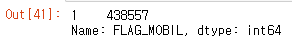 Out[41]: 1    438557
Name: FLAG_MOBIL, dtype: int64